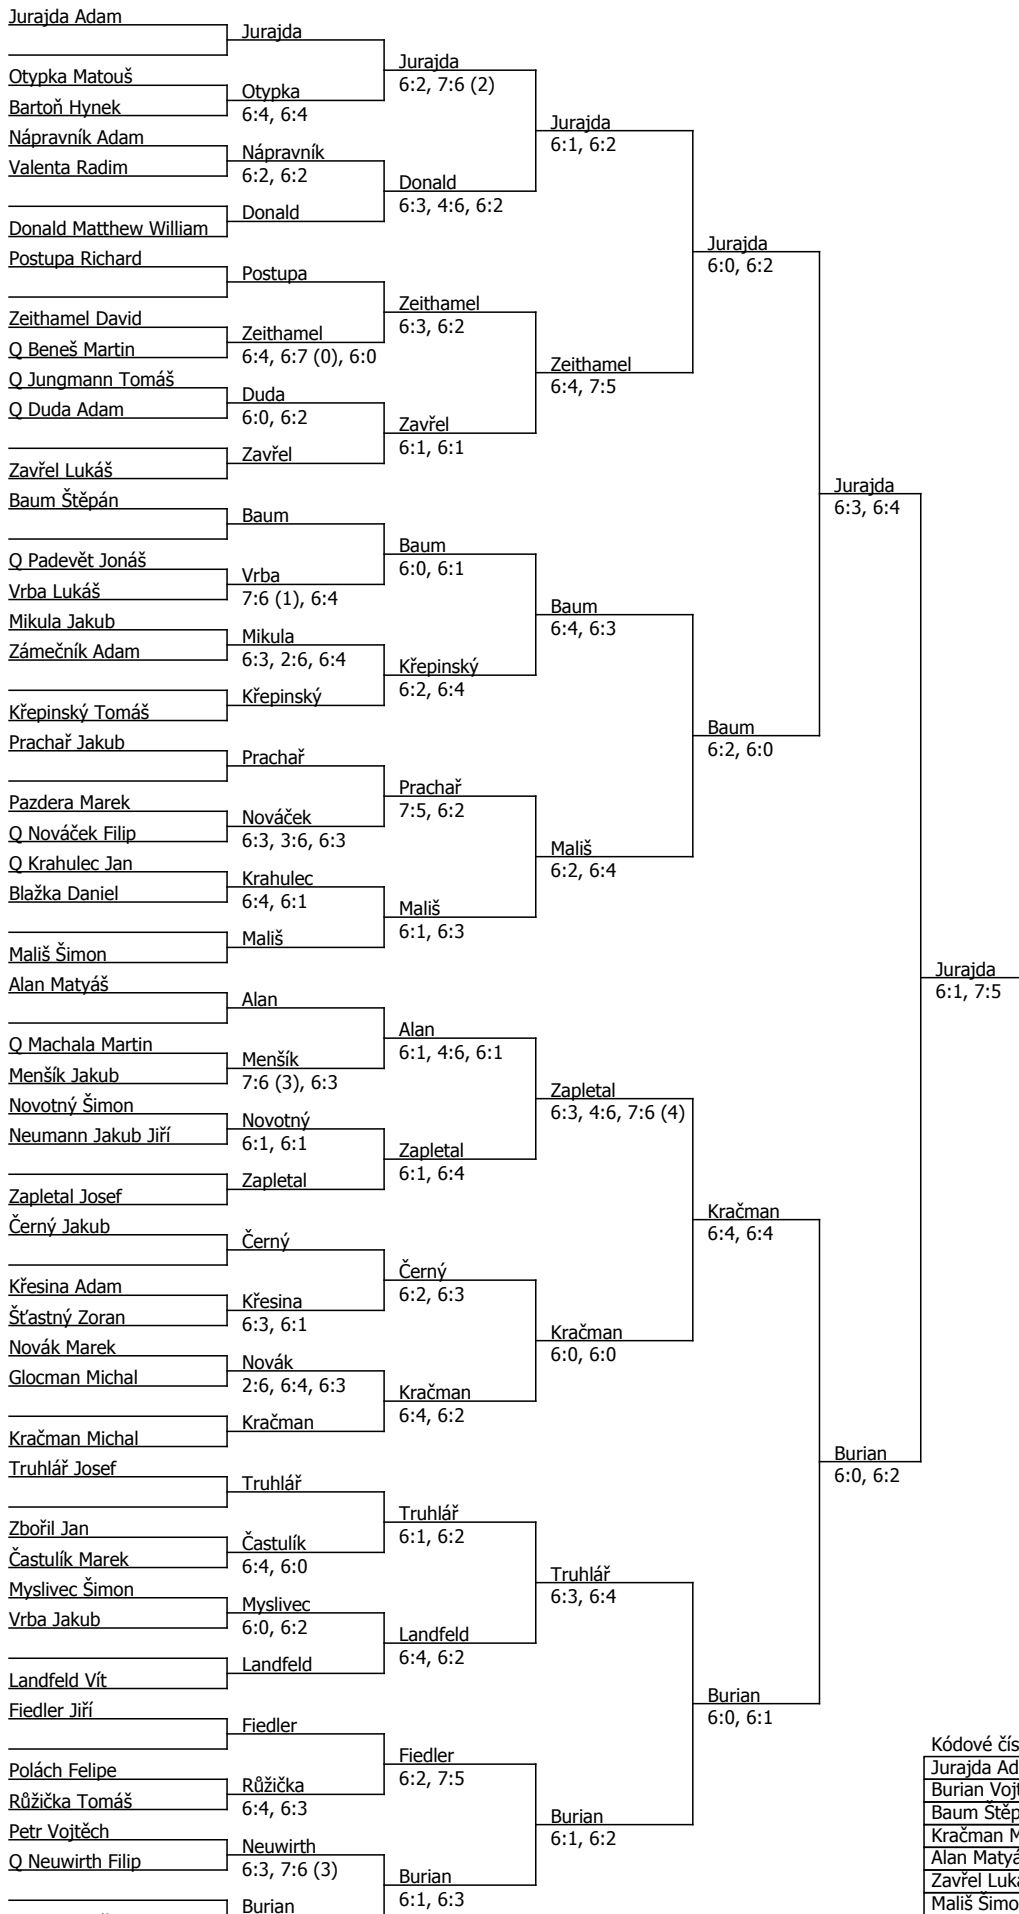 Jurajda Adam
Otypka Matouš
Bartoň Hynek
Nápravník Adam
Valenta Radim
Donald Matthew William
Postupa Richard
Zeithamel David
Q Beneš Martin
Q Jungmann Tomáš
Q Duda Adam
Zavřel Lukáš
Baum Štěpán
Q Padevět Jonáš
Vrba Lukáš
Mikula Jakub
Zámečník Adam
Křepinský Tomáš
Prachař Jakub
Pazdera Marek
Q Nováček Filip
Q Krahulec Jan
Blažka Daniel
Mališ Šimon
Alan Matyáš
Q Machala Martin
Menšík Jakub
Novotný Šimon
Neumann Jakub Jiří
Zapletal Josef
Černý Jakub
Křesina Adam
Šťastný Zoran
Novák Marek
Glocman Michal
Kračman Michal
Truhlář Josef
Zbořil Jan
Častulík Marek
Myslivec Šimon
Vrba Jakub
Landfeld Vít
Fiedler Jiří
Polách Felipe
Růžička Tomáš
Petr Vojtěch
Q Neuwirth Filip
Jurajda
Otypka
6:4, 6:4
Nápravník
6:2, 6:2
Donald
Postupa
Zeithamel
6:4, 6:7 (0), 6:0
Duda
6:0, 6:2
Zavřel
Baum
Vrba
7:6 (1), 6:4
Mikula
6:3, 2:6, 6:4
Křepinský
Prachař
Nováček
6:3, 3:6, 6:3
Krahulec
6:4, 6:1
Mališ
Alan
Menšík
7:6 (3), 6:3
Novotný
6:1, 6:1
Zapletal
Černý
Křesina
6:3, 6:1
Novák
2:6, 6:4, 6:3
Kračman
Truhlář
Častulík
6:4, 6:0
Myslivec
6:0, 6:2
Landfeld
Fiedler
Růžička
6:4, 6:3
Neuwirth
6:3, 7:6 (3)
Burian
Jurajda
6:2, 7:6 (2)
Donald
6:3, 4:6, 6:2
Zeithamel
6:3, 6:2
Zavřel
6:1, 6:1
Baum
6:0, 6:1
Křepinský
6:2, 6:4
Prachař
7:5, 6:2
Mališ
6:1, 6:3
Alan
6:1, 4:6, 6:1
Zapletal
6:1, 6:4
Černý
6:2, 6:3
Kračman
6:4, 6:2
Truhlář
6:1, 6:2
Landfeld
6:4, 6:2
Fiedler
6:2, 7:5
Burian
6:1, 6:3
Jurajda
6:1, 6:2
Zeithamel
6:4, 7:5
Baum
6:4, 6:3
Mališ
6:2, 6:4
Zapletal
6:3, 4:6, 7:6 (4)
Kračman
6:0, 6:0
Truhlář
6:3, 6:4
Burian
6:1, 6:2
Jurajda
6:0, 6:2
Baum
6:2, 6:0
Kračman
6:4, 6:4
Burian
6:0, 6:1
Jurajda
6:3, 6:4
Burian
6:0, 6:2
Jurajda
6:1, 7:5
Kódové čís
Jurajda Ad
Burian Vojt
Baum Štěp
Kračman M
Alan Matyá
Zavřel Luká
Mališ Šimo